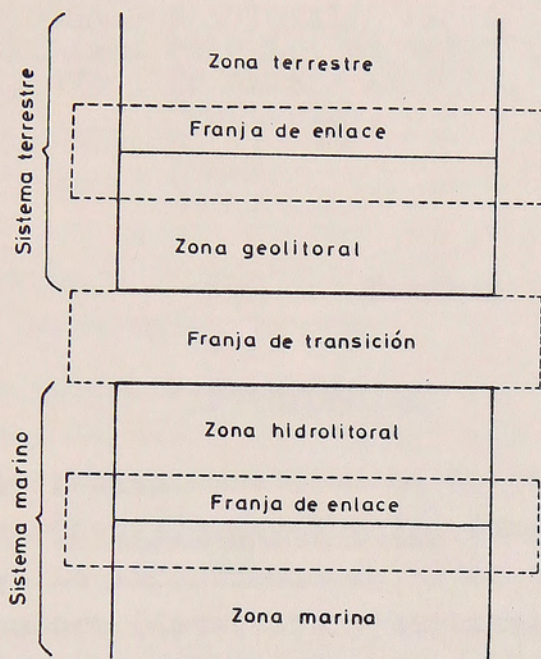 Sistema terrestre
Zona terrestre
Franja de enlace
Zona geolitoral
Franja de transición
Sistema marino
Zona hidrolitoral
Franja de enlace
Zona marina